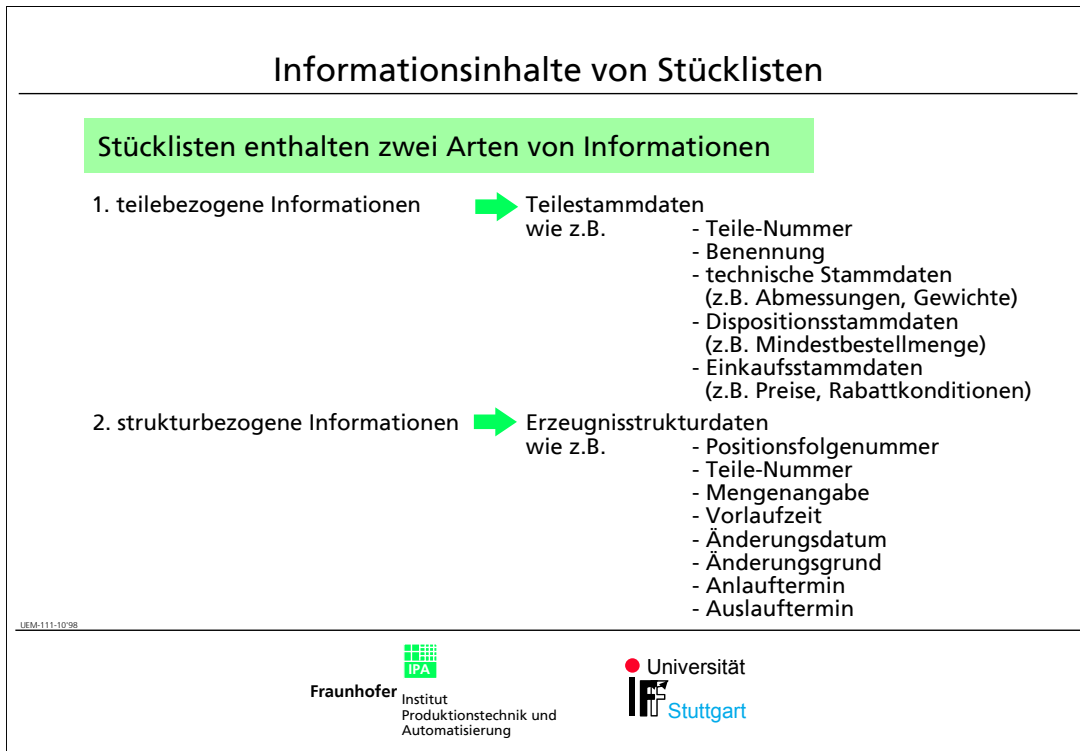 Informationsinhalte von Stücklisten
Stücklisten enthalten zwei Arten von Informationen
1. teilebezogene Informationen Teilestammdaten
wie z.B. - Teile-Nummer
- Benennung
- technische Stammdaten
(z.B. Abmessungen, Gewichte)
- Dispositionsstammdaten
(z.B. Mindestbestellmenge)
- Einkaufsstammdaten
(z.B. Preise, Rabattkonditionen)
2. strukturbezogene Informationen Erzeugnisstrukturdaten
wie z.B. - Positionsfolgenummer
- Teile-Nummer
- Mengenangabe
- Vorlaufzeit
- Änderungsdatum
- Änderungsgrund
- Anlauftermin
- Auslauftermin
UEM-111-10'98
IPA
Fraunhofer Institut
Produktionstechnik und
Automatisierung
Universität
IFF
Stuttgart